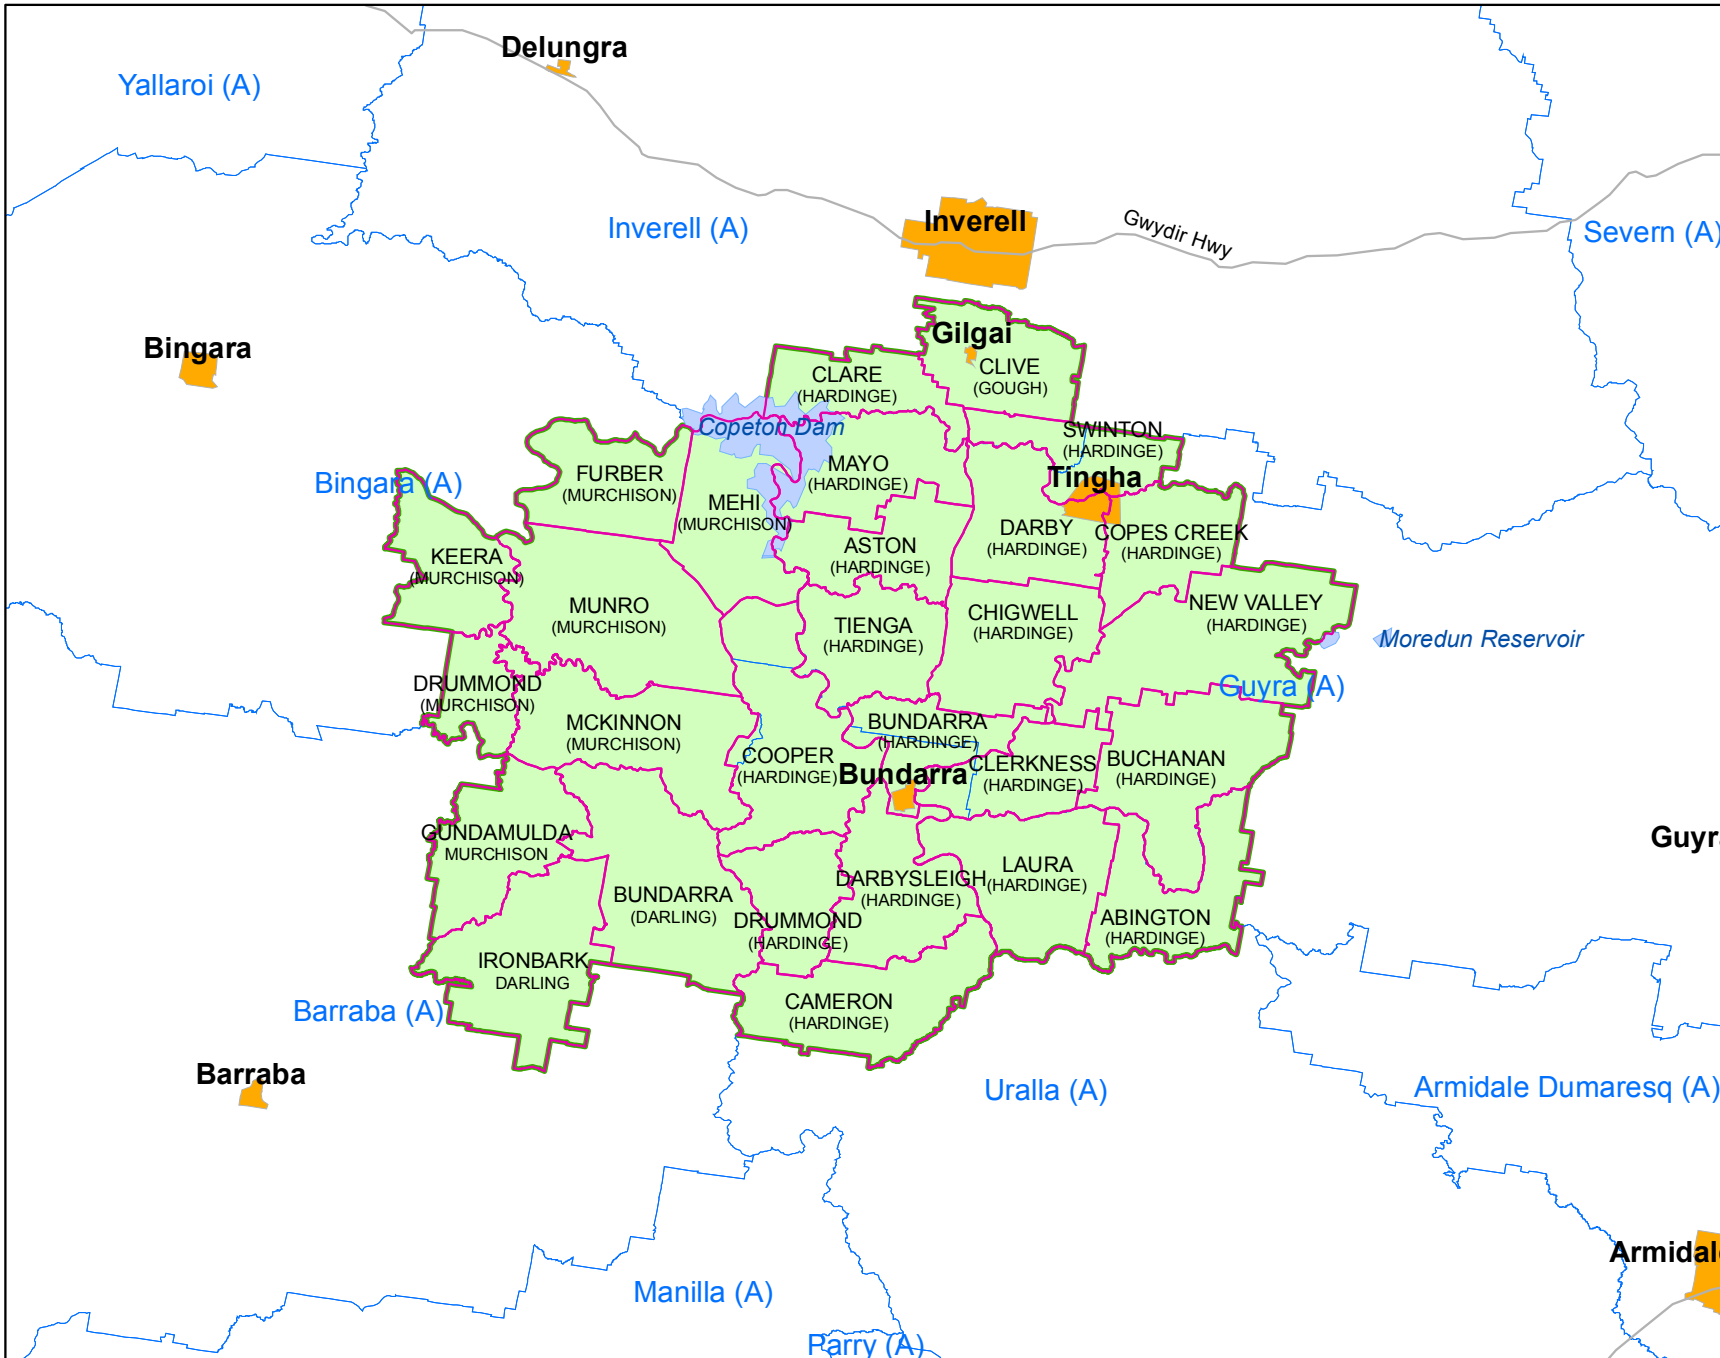 Delungra
Yallaroi (A)
Inverell (A)
Inverell
Gwydir Hwy
Severn (A)
Bingara
Gilgai
CLIVE
(GOUGH)
CLARE
(HARDINGE)
Copeton Dam
SWINTON
(HARDINGE)
Bingara (A)
FURBER
(MURCHISON)
MAYO
(HARDINGE)
Tingha
MEHI
(MURCHISON)
KEERA
(MURCHISON)
ASTON
(HARDINGE)
DARBY
(HARDINGE)
COPES CREEK
(HARDINGE)
MUNRO
(MURCHISON)
TIENGA
(HARDINGE)
CHIGWELL
(HARDINGE)
NEW VALLEY
(HARDINGE)
Moredun Reservoir
DRUMMOND
(MURCHISON)
Guyra (A)
MCKINNON
(MURCHISON)
BUNDARRA
(HARDINGE)
COOPER
(HARDINGE)
Bundarra
CLERKNESS
(HARDINGE)
BUCHANAN
(HARDINGE)
GUNDAMULDA
MURCHISON
Guyra
BUNDARRA
(DARLING)
DARBYSLEIGH
(HARDINGE)
LAURA
(HARDINGE)
DRUMMOND
(HARDINGE)
ABINGTON
(HARDINGE)
IRONBARK
DARLING
CAMERON
(HARDINGE)
Barraba (A)
Barraba
Uralla (A)
Armidale Dumaresq (A)
Armidale
Manilla (A)
Parry (A)